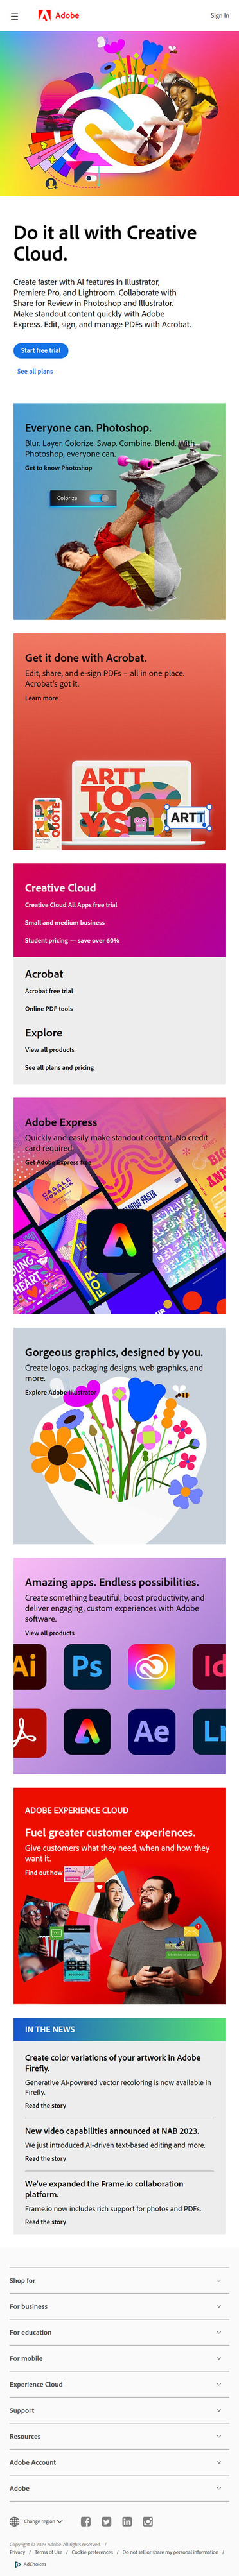 Adobe
Sign In
Do it all with Creative
Cloud.
Create faster with AI features in Illustrator,
Premiere Pro, and Lightroom. Collaborate with
Share for Review in Photoshop and Illustrator.
Make standout content quickly with Adobe
Express. Edit, sign, and manage PDFs with Acrobat.
Start free trial
See all plans
Everyone can. Photoshop.
Blur. Layer. Colorize. Swap. Combine. Blend. With
Photoshop, everyone can.
Get to know Photoshop
Colorize
Get it done with Acrobat.
Edit, share, and e-sign PDFs – all in one place.
Acrobat's got it.
Learn more
ARTT
TO
YS
QUOTE
ARTT
Creative Cloud
Creative Cloud All Apps free trial
Small and medium business
Student pricing — save over 60%
Acrobat
Acrobat free trial
Online PDF tools
Explore
View all products
See all plans and pricing
Adobe Express
Quickly and easily make standout content. No credit
card required.
Get Adobe Express free
Gorgeous graphics, designed by you.
Create logos, packaging designs, web graphics, and
more.
Explore Adobe Illustrator
Amazing apps. Endless possibilities.
Create something beautiful, boost productivity, and
deliver engaging, custom experiences with Adobe
software.
View all products
Ai
Ps
Id
Ae
Lr
ADOBE EXPERIENCE CLOUD
Fuel greater customer experiences.
Give customers what they need, when and how they
want it.
Find out how
IN THE NEWS
Create color variations of your artwork in Adobe
Firefly.
Generative AI-powered vector recoloring is now available in
Firefly.
Read the story
New video capabilities announced at NAB 2023.
We just introduced AI-driven text-based editing and more.
Read the story
We've expanded the Frame.io collaboration
platform.
Frame.io now includes rich support for photos and PDFs.
Read the story
Shop for
For business
For education
For mobile
Experience Cloud
Support
Resources
Adobe Account
Adobe
Change region
Copyright © 2023 Adobe. All rights reserved. /
Privacy / Terms of Use / Cookie preferences / Do not sell or share my personal information /
AdChoices